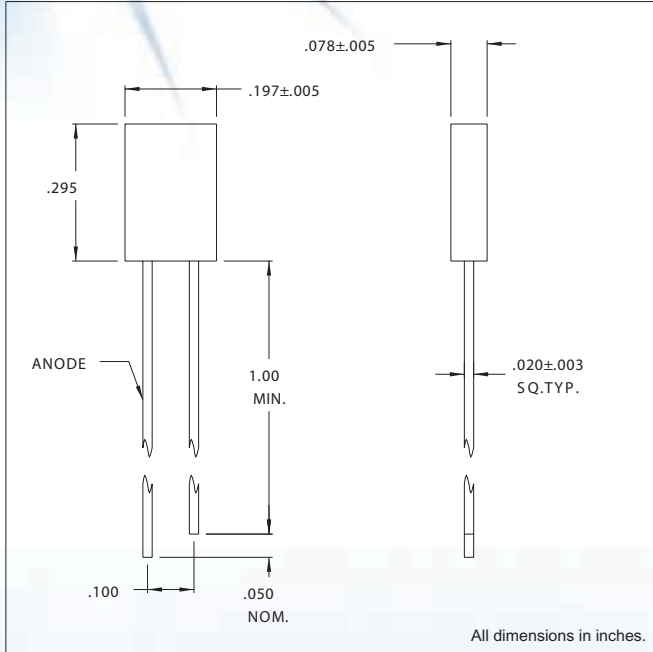 .078±.005
.197±.005
.295
ANODE
1.00
MIN.
.020±.003
SQ.TYP.
.100
.050
NOM.
All dimensions in inches.